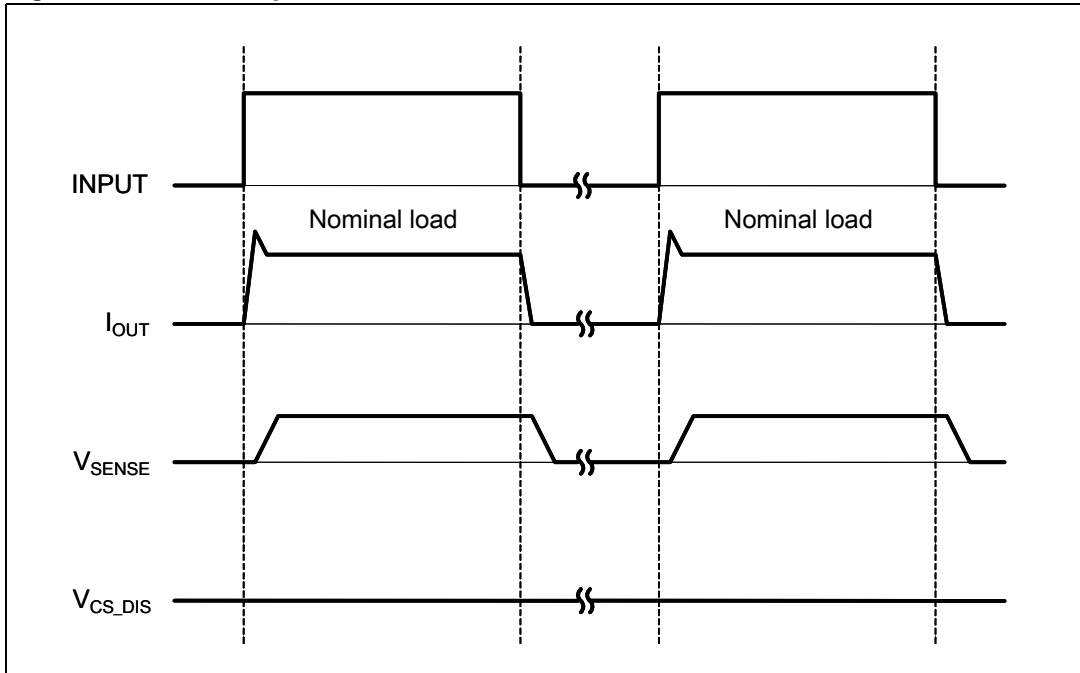 INPUT
Nominal load Nominal load
I_OUT
V_SENSE
V_CS_DIS